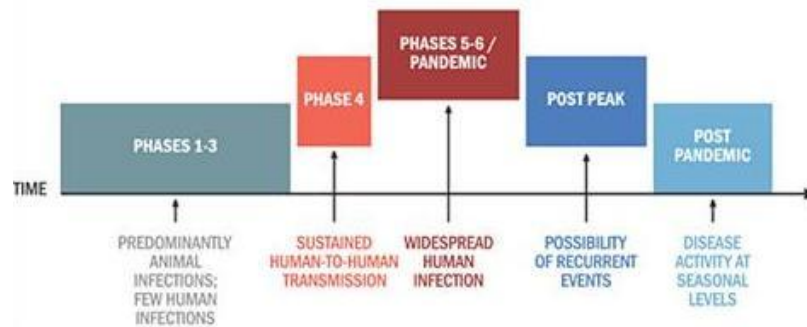 PHASES 5-6 /
PANDEMIC
PHASE 4
POST PEAK
PHASES 1-3
POST
PANDEMIC
TIME
PREDOMINANTLY
ANIMAL
INFECTIONS;
FEW HUMAN
INFECTIONS
SUSTAINED
HUMAN-TO-HUMAN
TRANSMISSION
WIDESPREAD
HUMAN
INFECTION
POSSIBILITY
OF RECURRENT
EVENTS
DISEASE
ACTIVITY AT
SEASONAL
LEVELS